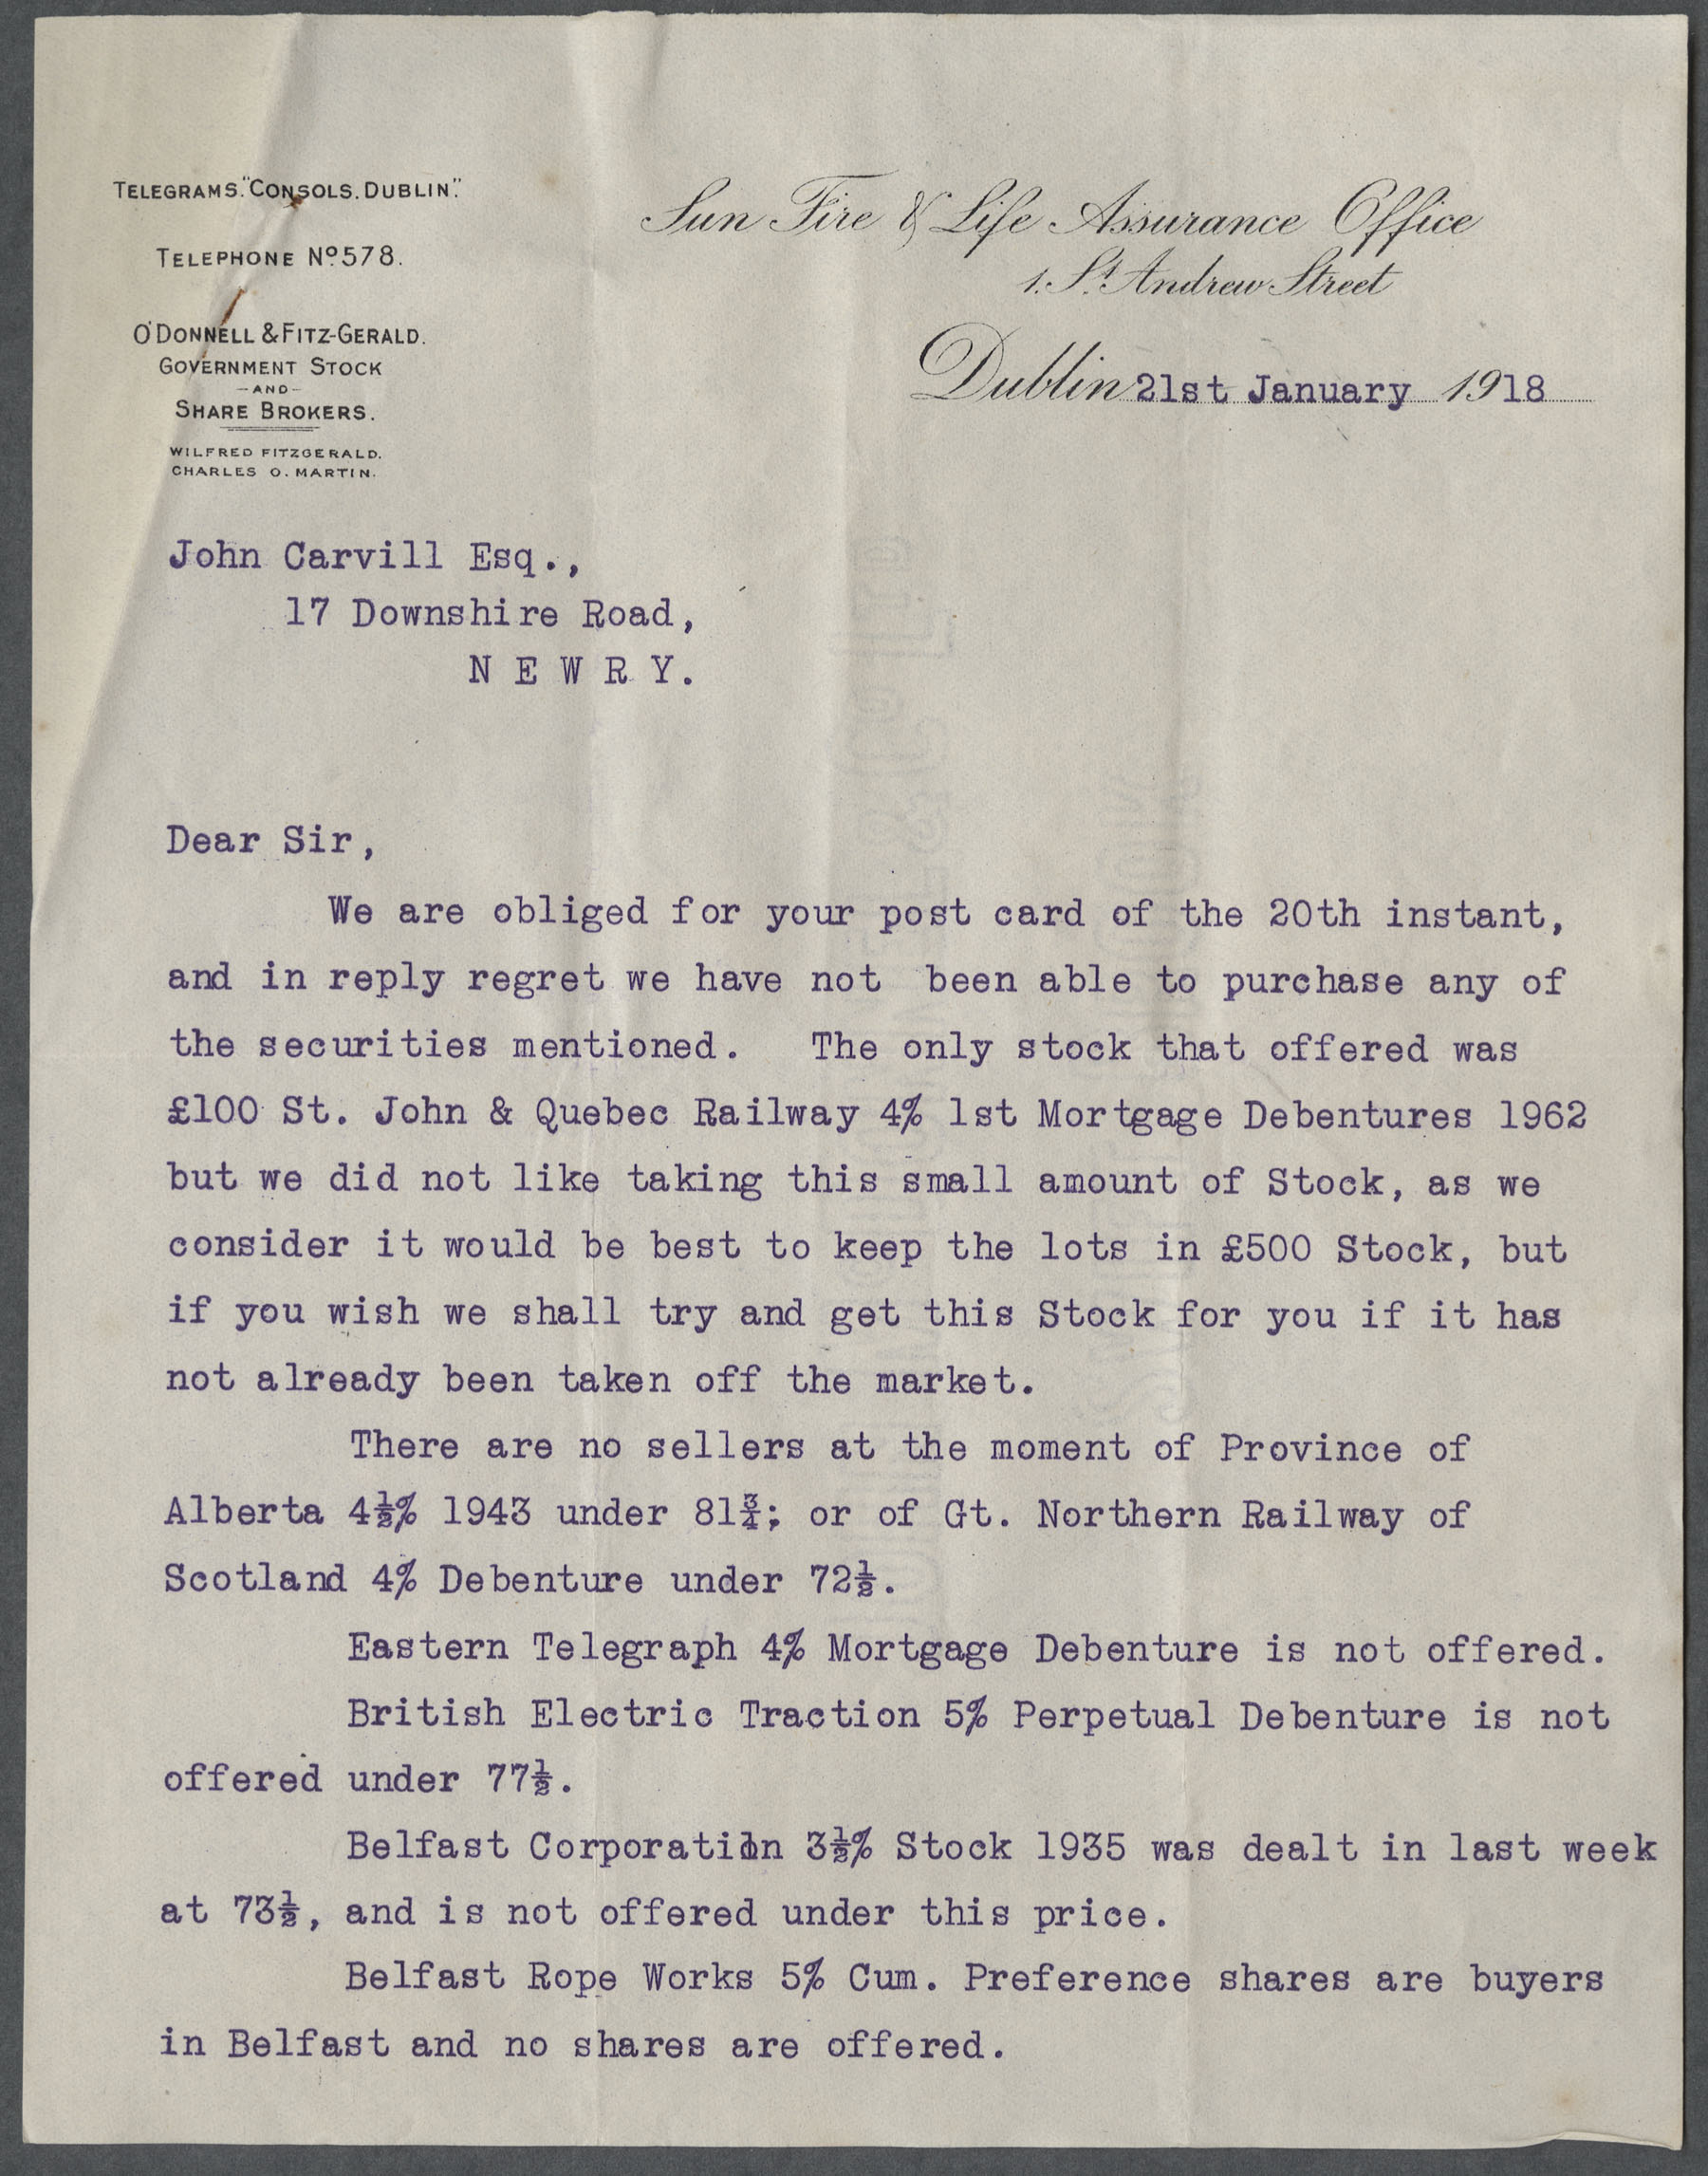 TELEGRAMS. "CONSOLS. DUBLIN".
TELEPHONE No. 578.
O'DONNELL & FITZ-GERALD.
GOVERNMENT STOCK
- AND -
SHARE BROKERS.
WILFRED FITZGERALD.
CHARLES O. MARTIN.
Sun Fire & Life Assurance Office
1. St. Andrew Street
Dublin 21st January 1918
John Carvill Esq.,
17 Downshire Road,
N E W R Y.
Dear Sir,
We are obliged for your post card of the 20th instant,
and in reply regret we have not been able to purchase any of
the securities mentioned. The only stock that offered was
£100 St. John & Quebec Railway 4% 1st Mortgage Debentures 1962
but we did not like taking this small amount of Stock, as we
consider it would be best to keep the lots in £500 Stock, but
if you wish we shall try and get this Stock for you if it has
not already been taken off the market.
There are no sellers at the moment of Province of
Alberta 4½% 1943 under 81¾; or of Gt. Northern Railway of
Scotland 4% Debenture under 72½.
Eastern Telegraph 4% Mortgage Debenture is not offered.
British Electric Traction 5% Perpetual Debenture is not
offered under 77½.
Belfast Corporation 3½% Stock 1935 was dealt in last week
at 73½, and is not offered under this price.
Belfast Rope Works 5% Cum. Preference shares are buyers
in Belfast and no shares are offered.